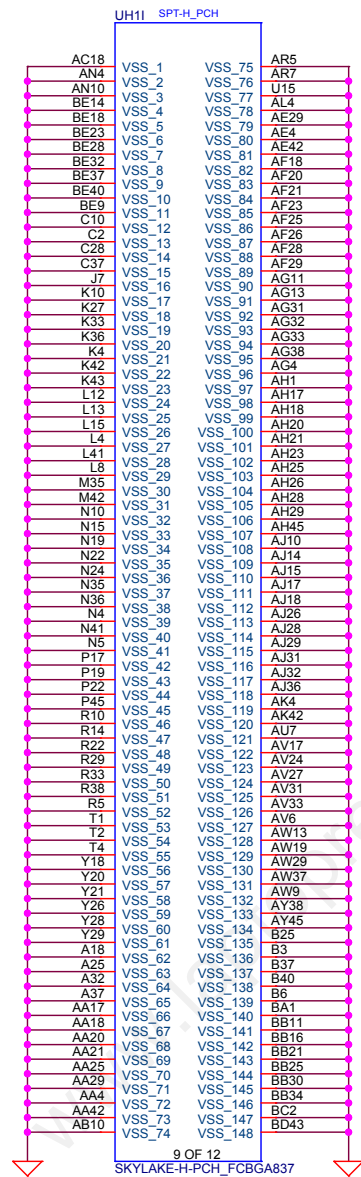 UH1I SPT-H_PCH
AC18 VSS_1 VSS_75 AR5
AN4 VSS_2 VSS_76 AR7
AN10 VSS_3 VSS_77 U15
BE14 VSS_4 VSS_78 AL4
BE18 VSS_5 VSS_79 AE29
BE23 VSS_6 VSS_80 AE4
BE28 VSS_7 VSS_81 AE42
BE32 VSS_8 VSS_82 AF18
BE37 VSS_9 VSS_83 AF20
BE40 VSS_10 VSS_84 AF21
BE9 VSS_11 VSS_85 AF23
C10 VSS_12 VSS_86 AF25
C2 VSS_13 VSS_87 AF26
C28 VSS_14 VSS_88 AF28
C37 VSS_15 VSS_89 AF29
J7 VSS_16 VSS_90 AG11
K10 VSS_17 VSS_91 AG13
K27 VSS_18 VSS_92 AG31
K33 VSS_19 VSS_93 AG32
K36 VSS_20 VSS_94 AG33
K4 VSS_21 VSS_95 AG38
K42 VSS_22 VSS_96 AG4
K43 VSS_23 VSS_97 AH1
L12 VSS_24 VSS_98 AH17
L13 VSS_25 VSS_99 AH18
L15 VSS_26 VSS_100 AH20
L4 VSS_27 VSS_101 AH21
L41 VSS_28 VSS_102 AH23
L8 VSS_29 VSS_103 AH25
M35 VSS_30 VSS_104 AH26
M42 VSS_31 VSS_105 AH28
N10 VSS_32 VSS_106 AH29
N15 VSS_33 VSS_107 AH45
N19 VSS_34 VSS_108 AJ10
N22 VSS_35 VSS_109 AJ14
N24 VSS_36 VSS_110 AJ15
N35 VSS_37 VSS_111 AJ17
N36 VSS_38 VSS_112 AJ18
N4 VSS_39 VSS_113 AJ26
N41 VSS_40 VSS_114 AJ28
N5 VSS_41 VSS_115 AJ29
P17 VSS_42 VSS_116 AJ31
P19 VSS_43 VSS_117 AJ32
P22 VSS_44 VSS_118 AJ36
P45 VSS_45 VSS_119 AK4
R10 VSS_46 VSS_120 AK42
R14 VSS_47 VSS_121 AU7
R22 VSS_48 VSS_122 AV17
R29 VSS_49 VSS_123 AV24
R33 VSS_50 VSS_124 AV27
R38 VSS_51 VSS_125 AV31
R5 VSS_52 VSS_126 AV33
T1 VSS_53 VSS_127 AV6
T2 VSS_54 VSS_128 AW13
T4 VSS_55 VSS_129 AW19
Y18 VSS_56 VSS_130 AW29
Y20 VSS_57 VSS_131 AW37
Y21 VSS_58 VSS_132 AW9
Y26 VSS_59 VSS_133 AY38
Y28 VSS_60 VSS_134 AY45
Y29 VSS_61 VSS_135 B25
A18 VSS_62 VSS_136 B3
A25 VSS_63 VSS_137 B37
A32 VSS_64 VSS_138 B40
A37 VSS_65 VSS_139 B6
AA17 VSS_66 VSS_140 BA1
AA18 VSS_67 VSS_141 BB11
AA20 VSS_68 VSS_142 BB16
AA21 VSS_69 VSS_143 BB21
AA25 VSS_70 VSS_144 BB25
AA29 VSS_71 VSS_145 BB30
AA4 VSS_72 VSS_146 BB34
AA42 VSS_73 VSS_147 BC2
AB10 VSS_74 VSS_148 BD43
9 OF 12
SKYLAKE-H-PCH_FCBGA837